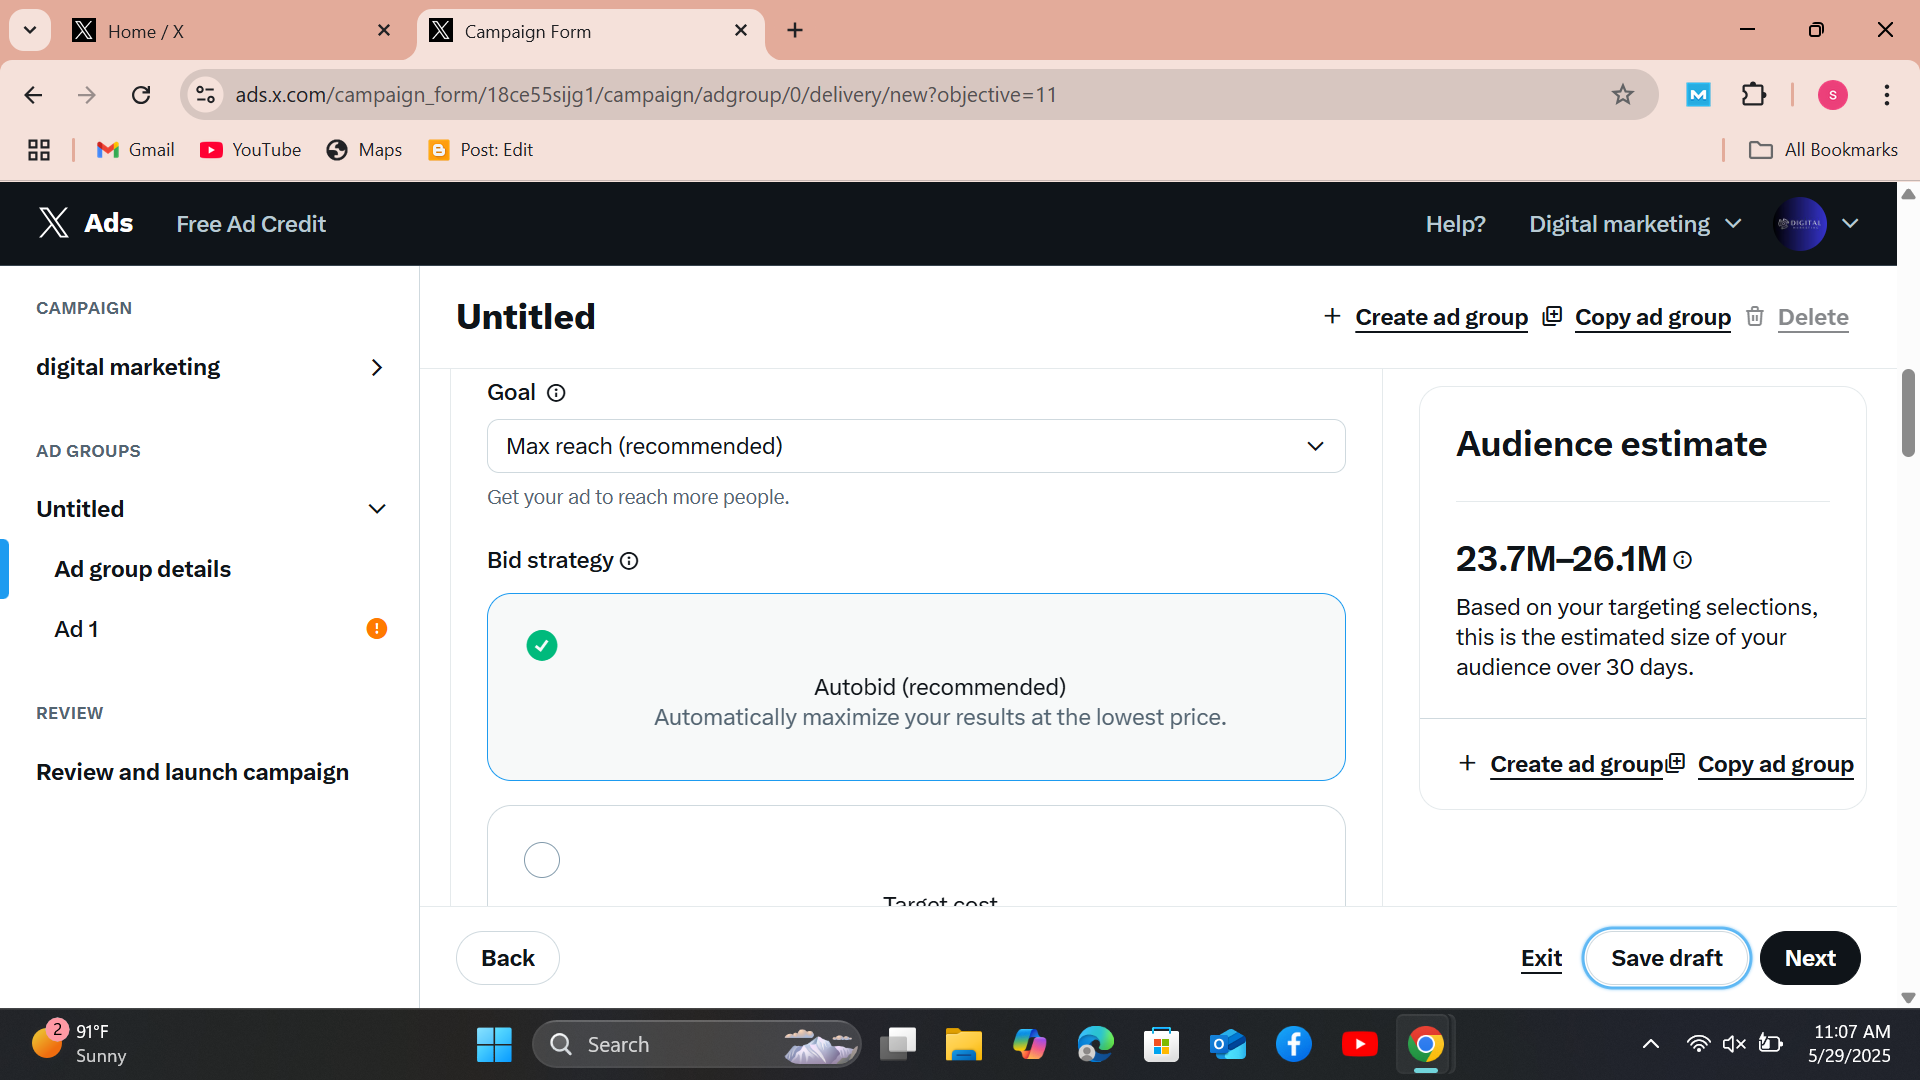 Home / X
Campaign Form
ads.x.com/campaign_form/18ce55sijg1/campaign/adgroup/0/delivery/new?objective=11
S
Gmail
YouTube
Maps
Post: Edit
All Bookmarks
Ads
Free Ad Credit
Help?
Digital marketing
DIGITAL
CAMPAIGN
digital marketing
AD GROUPS
Untitled
Ad group details
Ad 1
REVIEW
Review and launch campaign
Untitled
Create ad group
Copy ad group
Delete
Goal
Max reach (recommended)
Get your ad to reach more people.
Bid strategy
Autobid (recommended)
Automatically maximize your results at the lowest price.
Target cost
Audience estimate
23.7M–26.1M
Based on your targeting selections,
this is the estimated size of your
audience over 30 days.
Create ad group
Copy ad group
Back
Exit
Save draft
Next
2
91°F
Sunny
Search
11:07 AM
5/29/2025